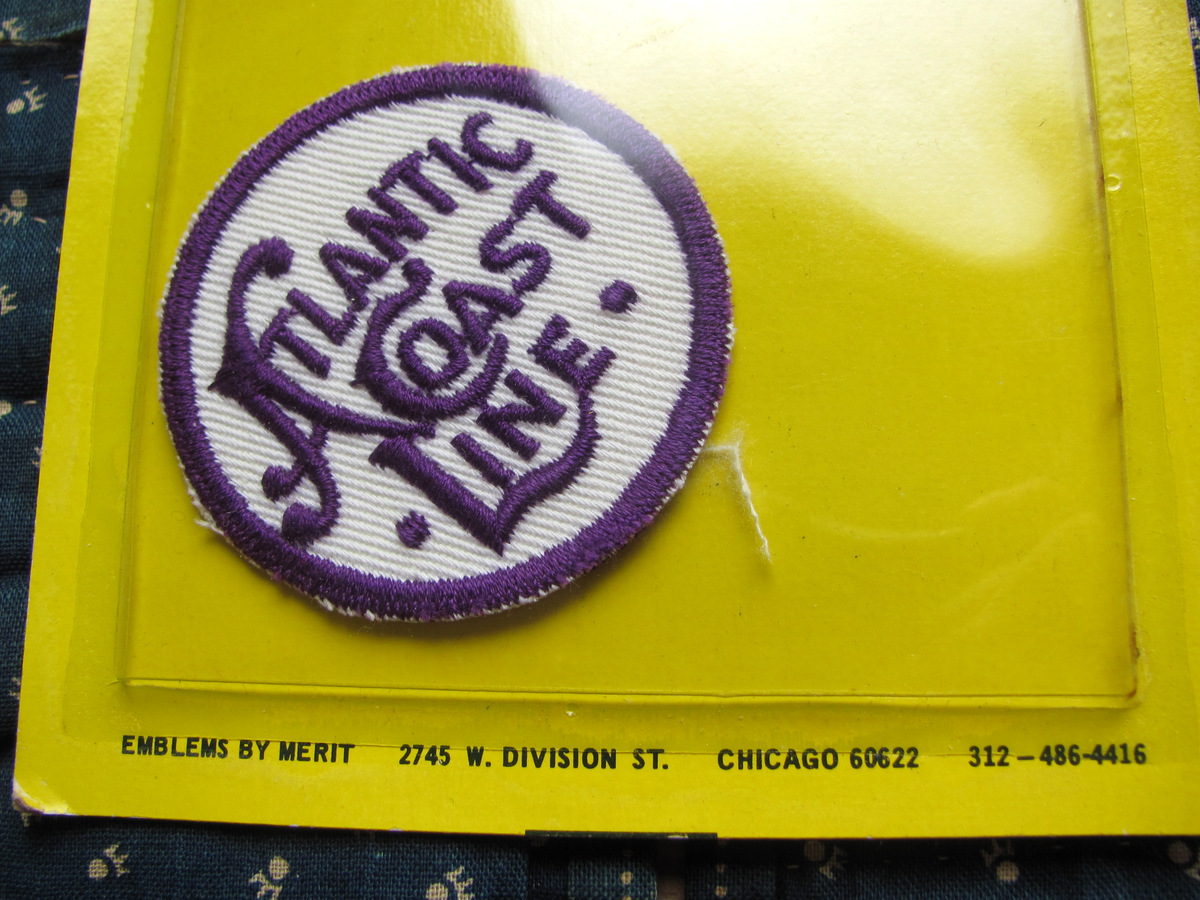 ATLANTIC
COAST
LINE
EMBLEMS BY MERIT 2745 W. DIVISION ST. CHICAGO 60622 312-486-4416